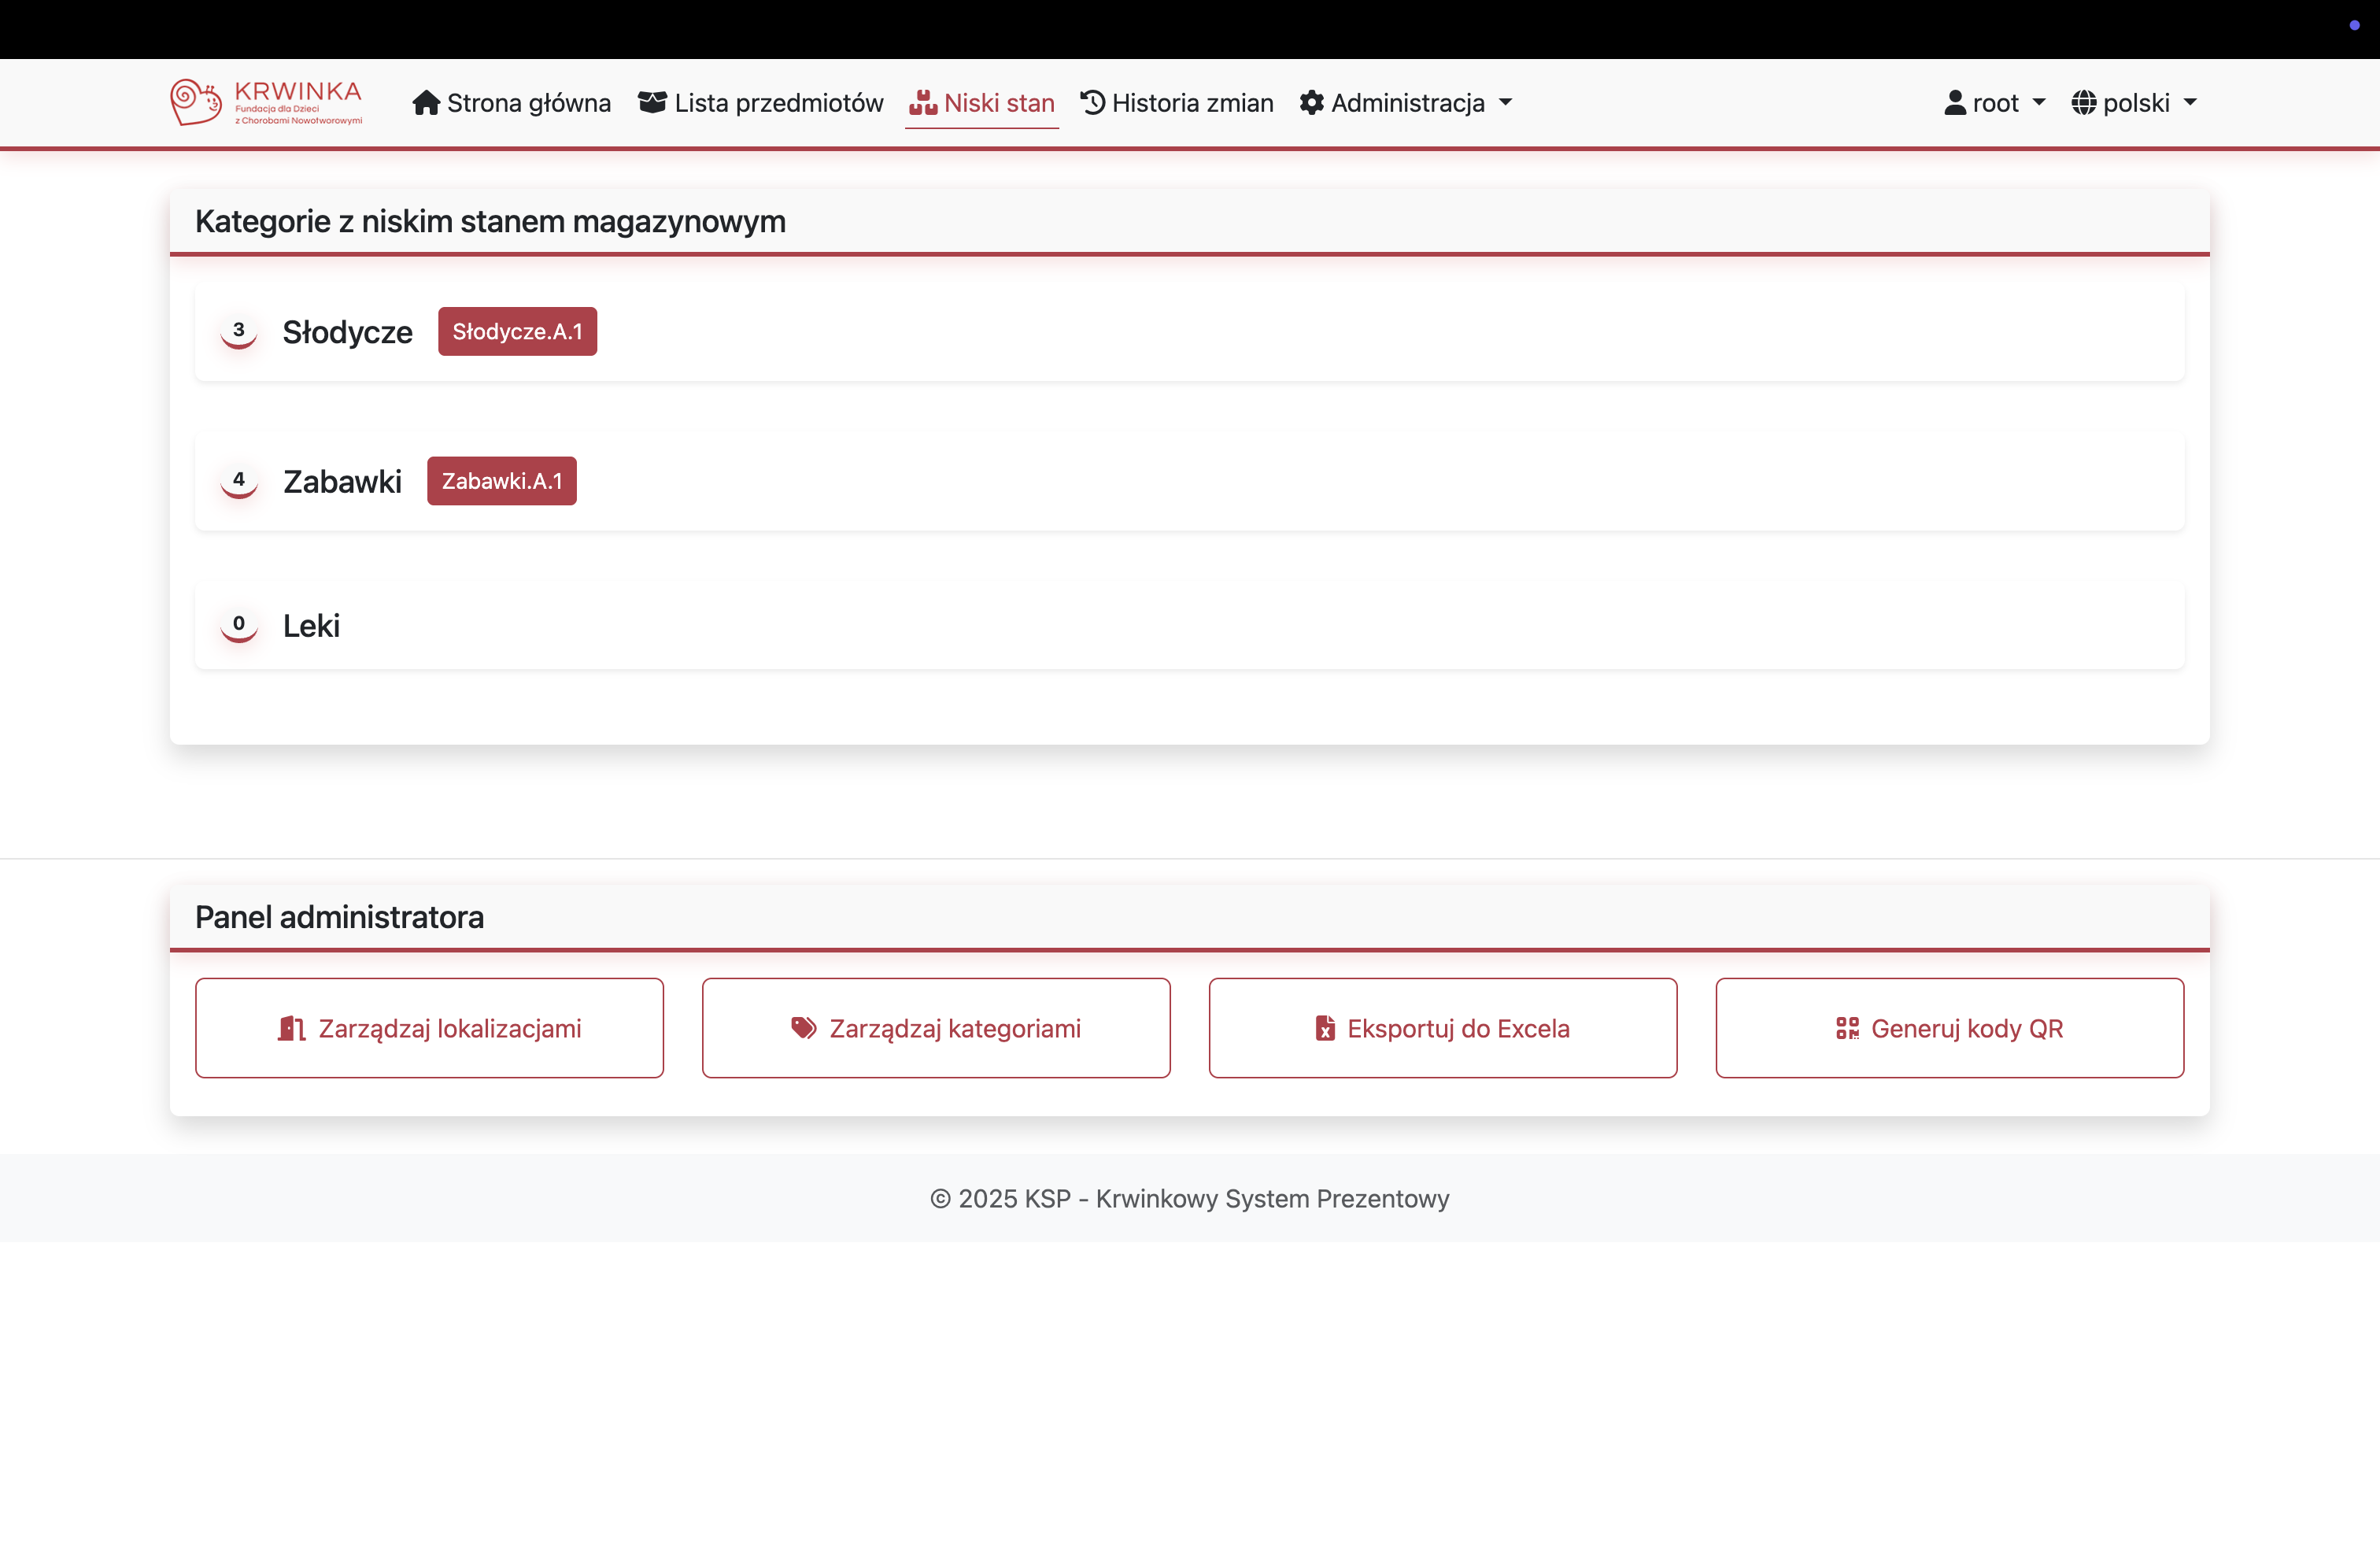 KRWINKA
Fundacja dla Dzieci
z Chorobami Nowotworowymi
Strona główna
Lista przedmiotów
Niski stan
Historia zmian
Administracja
root
polski
Kategorie z niskim stanem magazynowym
3 Słodycze Słodycze.A.1
4 Zabawki Zabawki.A.1
0 Leki
Panel administratora
Zarządzaj lokalizacjami
Zarządzaj kategoriami
Eksportuj do Excela
Generuj kody QR
© 2025 KSP - Krwinkowy System Prezentowy